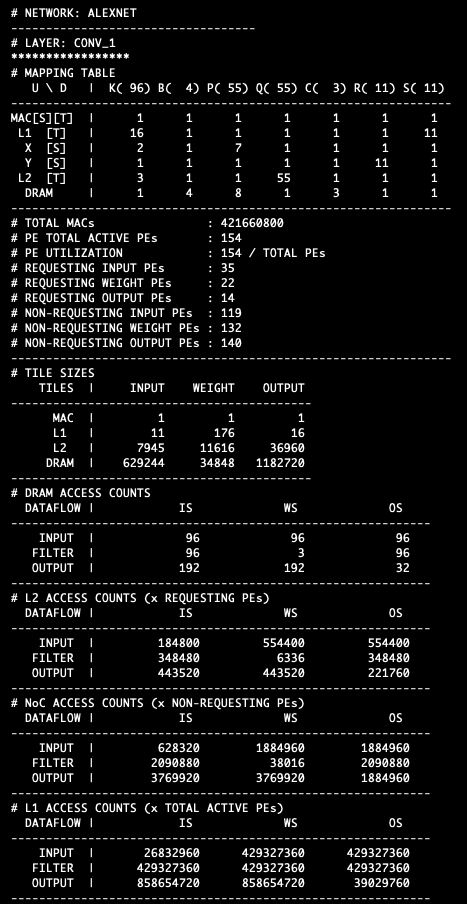 # NETWORK: ALEXNET
-----------------------------------
# LAYER: CONV_1
*****************
# MAPPING TABLE
U \ D | K( 96) B( 4) P( 55) Q( 55) C( 3) R( 11) S( 11)
MAC[S][T] | 1 1 1 1 1 1 1
L1 [T] | 16 1 1 1 1 1 11
X [S] | 2 1 7 1 1 1 1
Y [S] | 1 1 1 1 1 11 1
L2 [T] | 3 1 1 55 1 1 1
DRAM | 1 4 8 1 3 1 1
# TOTAL MACs : 421660800
# PE TOTAL ACTIVE PEs : 154
# PE UTILIZATION : 154 / TOTAL PEs
# REQUESTING INPUT PEs : 35
# REQUESTING WEIGHT PEs : 22
# REQUESTING OUTPUT PEs : 14
# NON-REQUESTING INPUT PEs : 119
# NON-REQUESTING WEIGHT PEs : 132
# NON-REQUESTING OUTPUT PEs : 140
# TILE SIZES
TILES | INPUT WEIGHT OUTPUT
MAC | 1 1 1
L1 | 11 176 16
L2 | 7945 11616 36960
DRAM | 629244 34848 1182720
# DRAM ACCESS COUNTS
DATAFLOW | IS WS OS
INPUT | 96 96 96
FILTER | 96 3 96
OUTPUT | 192 192 32
# L2 ACCESS COUNTS (x REQUESTING PEs)
DATAFLOW | IS WS OS
INPUT | 184800 554400 554400
FILTER | 348480 6336 348480
OUTPUT | 443520 443520 221760
# NoC ACCESS COUNTS (x NON-REQUESTING PEs)
DATAFLOW | IS WS OS
INPUT | 628320 1884960 1884960
FILTER | 2090880 38016 2090880
OUTPUT | 3769920 3769920 1884960
# L1 ACCESS COUNTS (x TOTAL ACTIVE PEs)
DATAFLOW | IS WS OS
INPUT | 26832960 429327360 429327360
FILTER | 429327360 429327360 429327360
OUTPUT | 858654720 858654720 39029760